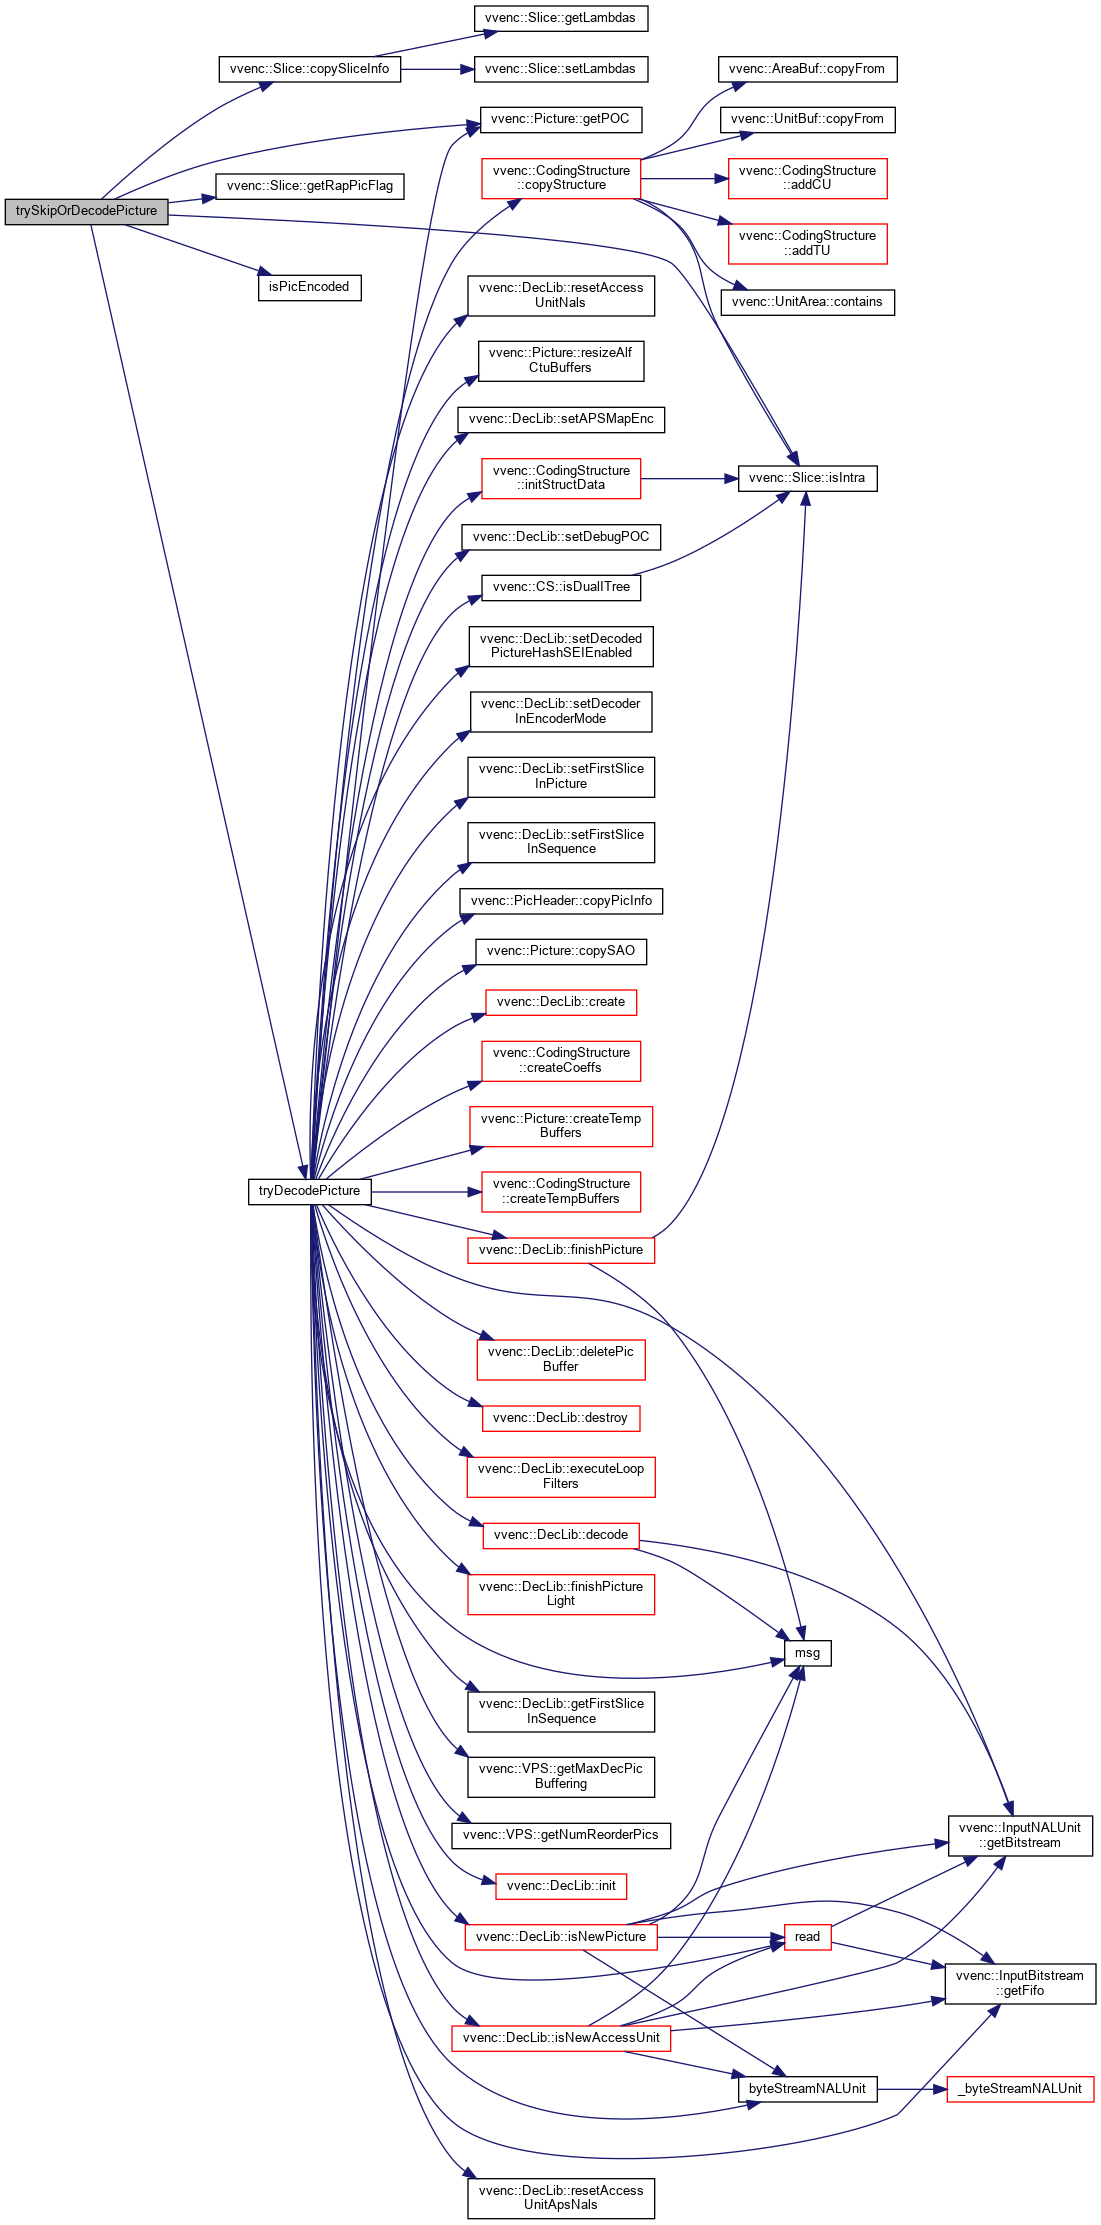 vvenc::Slice::getLambdas
vvenc::Slice::copySliceInfo
vvenc::Slice::setLambdas
vvenc::AreaBuf::copyFrom
vvenc::Picture::getPOC
vvenc::UnitBuf::copyFrom
vvenc::CodingStructure
::copyStructure
vvenc::CodingStructure
::addCU
vvenc::Slice::getRapPicFlag
trySkipOrDecodePicture
vvenc::CodingStructure
::addTU
isPicEncoded
vvenc::DecLib::resetAccess
UnitNals
vvenc::UnitArea::contains
vvenc::Picture::resizeAlf
CtuBuffers
vvenc::DecLib::setAPSMapEnc
vvenc::CodingStructure
::initStructData
vvenc::Slice::isIntra
vvenc::DecLib::setDebugPOC
vvenc::CS::isDualITree
vvenc::DecLib::setDecoded
PictureHashSEIEnabled
vvenc::DecLib::setDecoder
InEncoderMode
vvenc::DecLib::setFirstSlice
InPicture
vvenc::DecLib::setFirstSlice
InSequence
vvenc::PicHeader::copyPicInfo
vvenc::Picture::copySAO
vvenc::DecLib::create
vvenc::CodingStructure
::createCoeffs
vvenc::Picture::createTemp
Buffers
tryDecodePicture
vvenc::CodingStructure
::createTempBuffers
vvenc::DecLib::finishPicture
vvenc::DecLib::deletePic
Buffer
vvenc::DecLib::destroy
vvenc::DecLib::executeLoop
Filters
vvenc::DecLib::decode
vvenc::DecLib::finishPicture
Light
msg
vvenc::DecLib::getFirstSlice
InSequence
vvenc::VPS::getMaxDecPic
Buffering
vvenc::VPS::getNumReorderPics
vvenc::InputNALUnit
::getBitstream
vvenc::DecLib::init
vvenc::DecLib::isNewPicture
read
vvenc::InputBitstream
::getFifo
vvenc::DecLib::isNewAccessUnit
byteStreamNALUnit
_byteStreamNALUnit
vvenc::DecLib::resetAccess
UnitApsNals